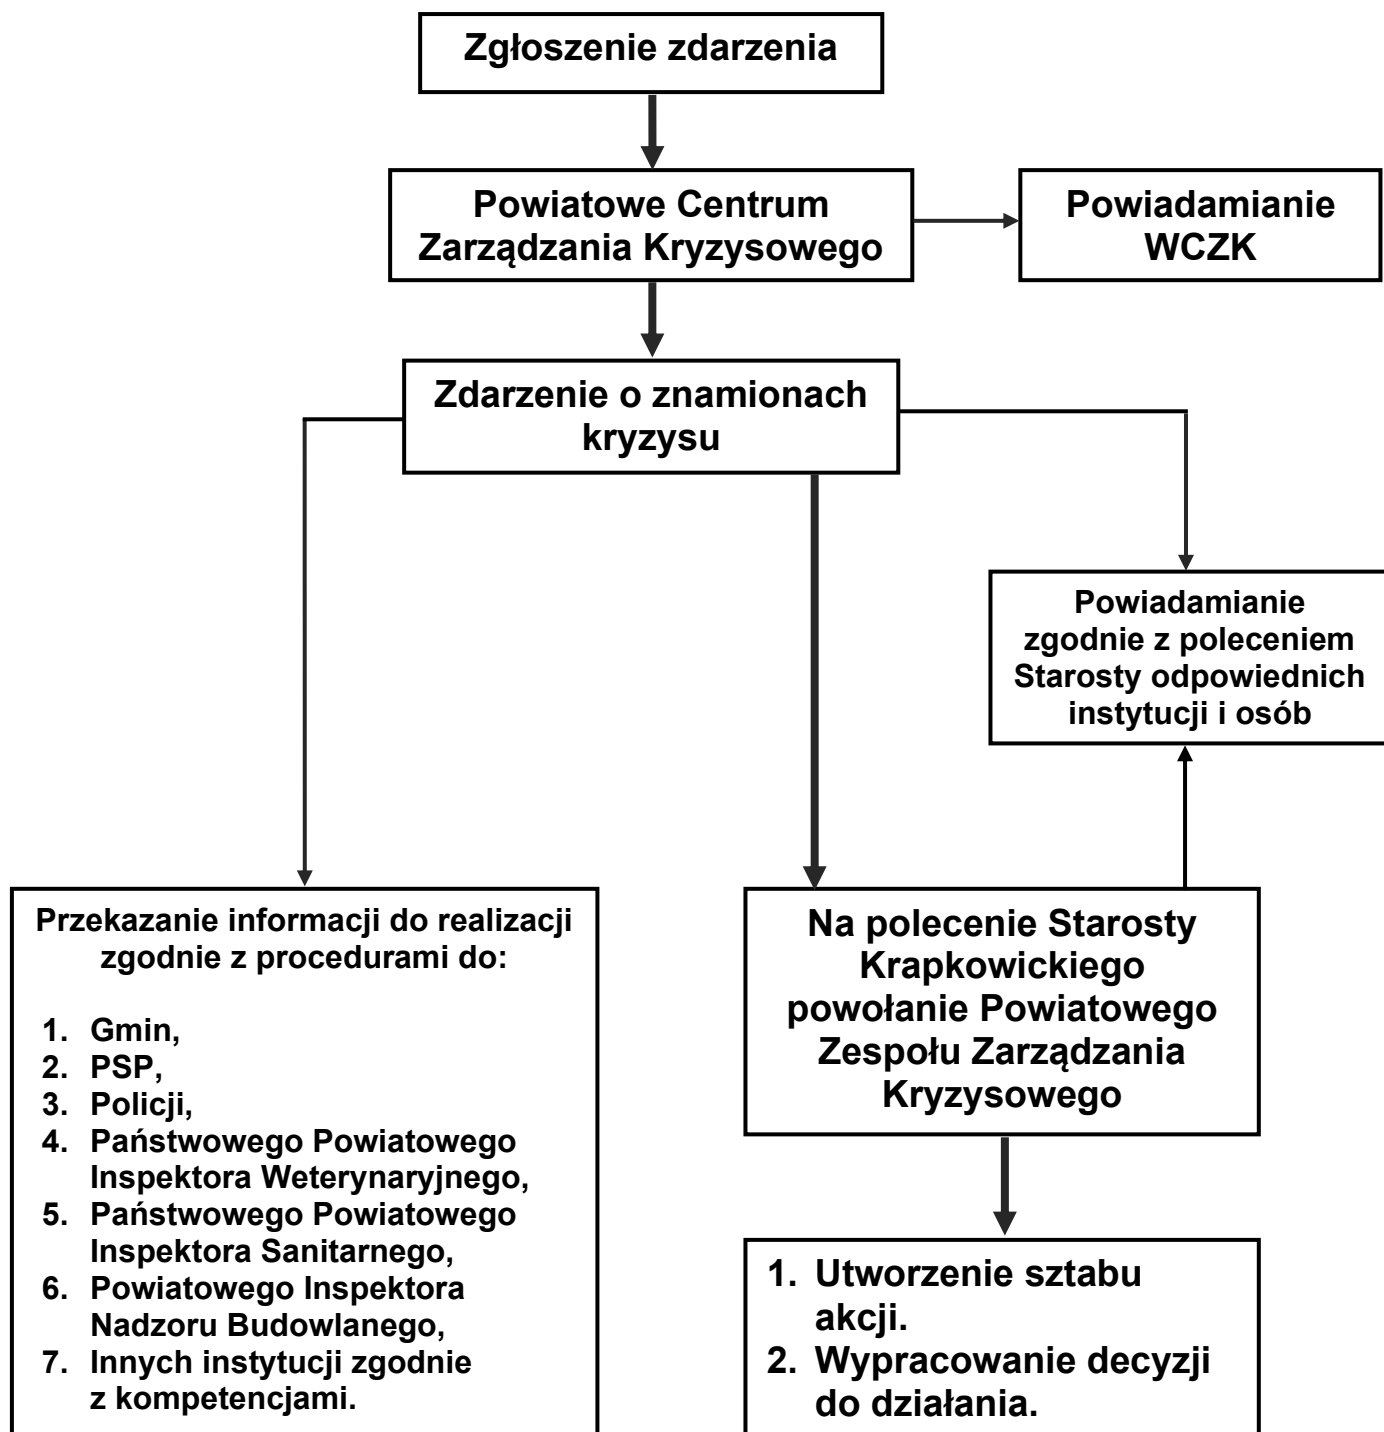 Zgłoszenie zdarzenia
Powiatowe Centrum
Zarządzania Kryzysowego
Powiadamianie
WCZK
Zdarzenie o znamionach
kryzysu
Powiadamianie
zgodnie z poleceniem
Starosty odpowiednich
instytucji i osób
Przekazanie informacji do realizacji
zgodnie z procedurami do:
1. Gmin,
2. PSP,
3. Policji,
4. Państwowego Powiatowego
Inspektora Weterynaryjnego,
5. Państwowego Powiatowego
Inspektora Sanitarnego,
6. Powiatowego Inspektora
Nadzoru Budowlanego,
7. Innych instytucji zgodnie
z kompetencjami.
Na polecenie Starosty
Krapkowickiego
powołanie Powiatowego
Zespołu Zarządzania
Kryzysowego
1. Utworzenie sztabu
akcji.
2. Wypracowanie decyzji
do działania.